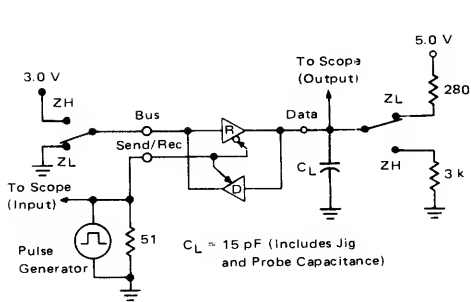 5.0 V
To Scope
(Output)
280
3.0 V
ZH
ZL
Bus
R
Data
Send/Rec
ZL
ZH
CL
3 k
D
To Scope
(Input)
51
Pulse
Generator
CL = 15 pF (Includes Jig
and Probe Capacitance)